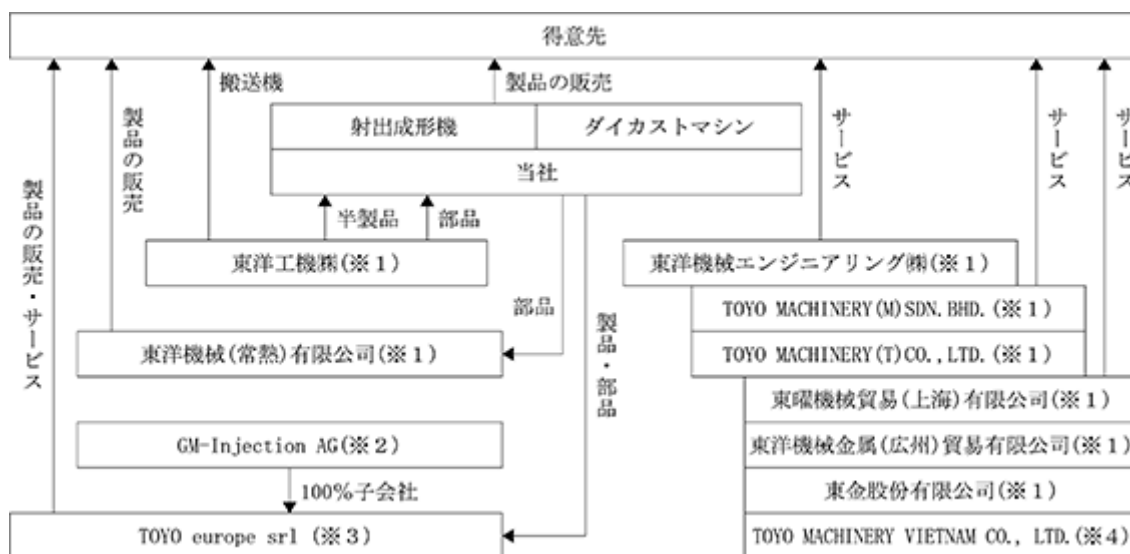 得意先
搬送機
製品の販売
製品の販売
製品の販売・サービス
サービス
サービス
サービス
射出成形機
ダイカストマシン
当社
半製品
部品
東洋工機㈱(※1)
東洋機械エンジニアリング㈱(※1)
部品
製品・部品
TOYO MACHINERY(M)SDN.BHD.(※1)
東洋機械(常熟)有限公司(※1)
TOYO MACHINERY(T)CO.,LTD.(※1)
東曜機械貿易(上海)有限公司(※1)
GM-Injection AG(※2)
東洋機械金属(広州)貿易有限公司(※1)
100%子会社
東金股份有限公司(※1)
TOYO europe srl (※3)
TOYO MACHINERY VIETNAM CO., LTD.(※4)